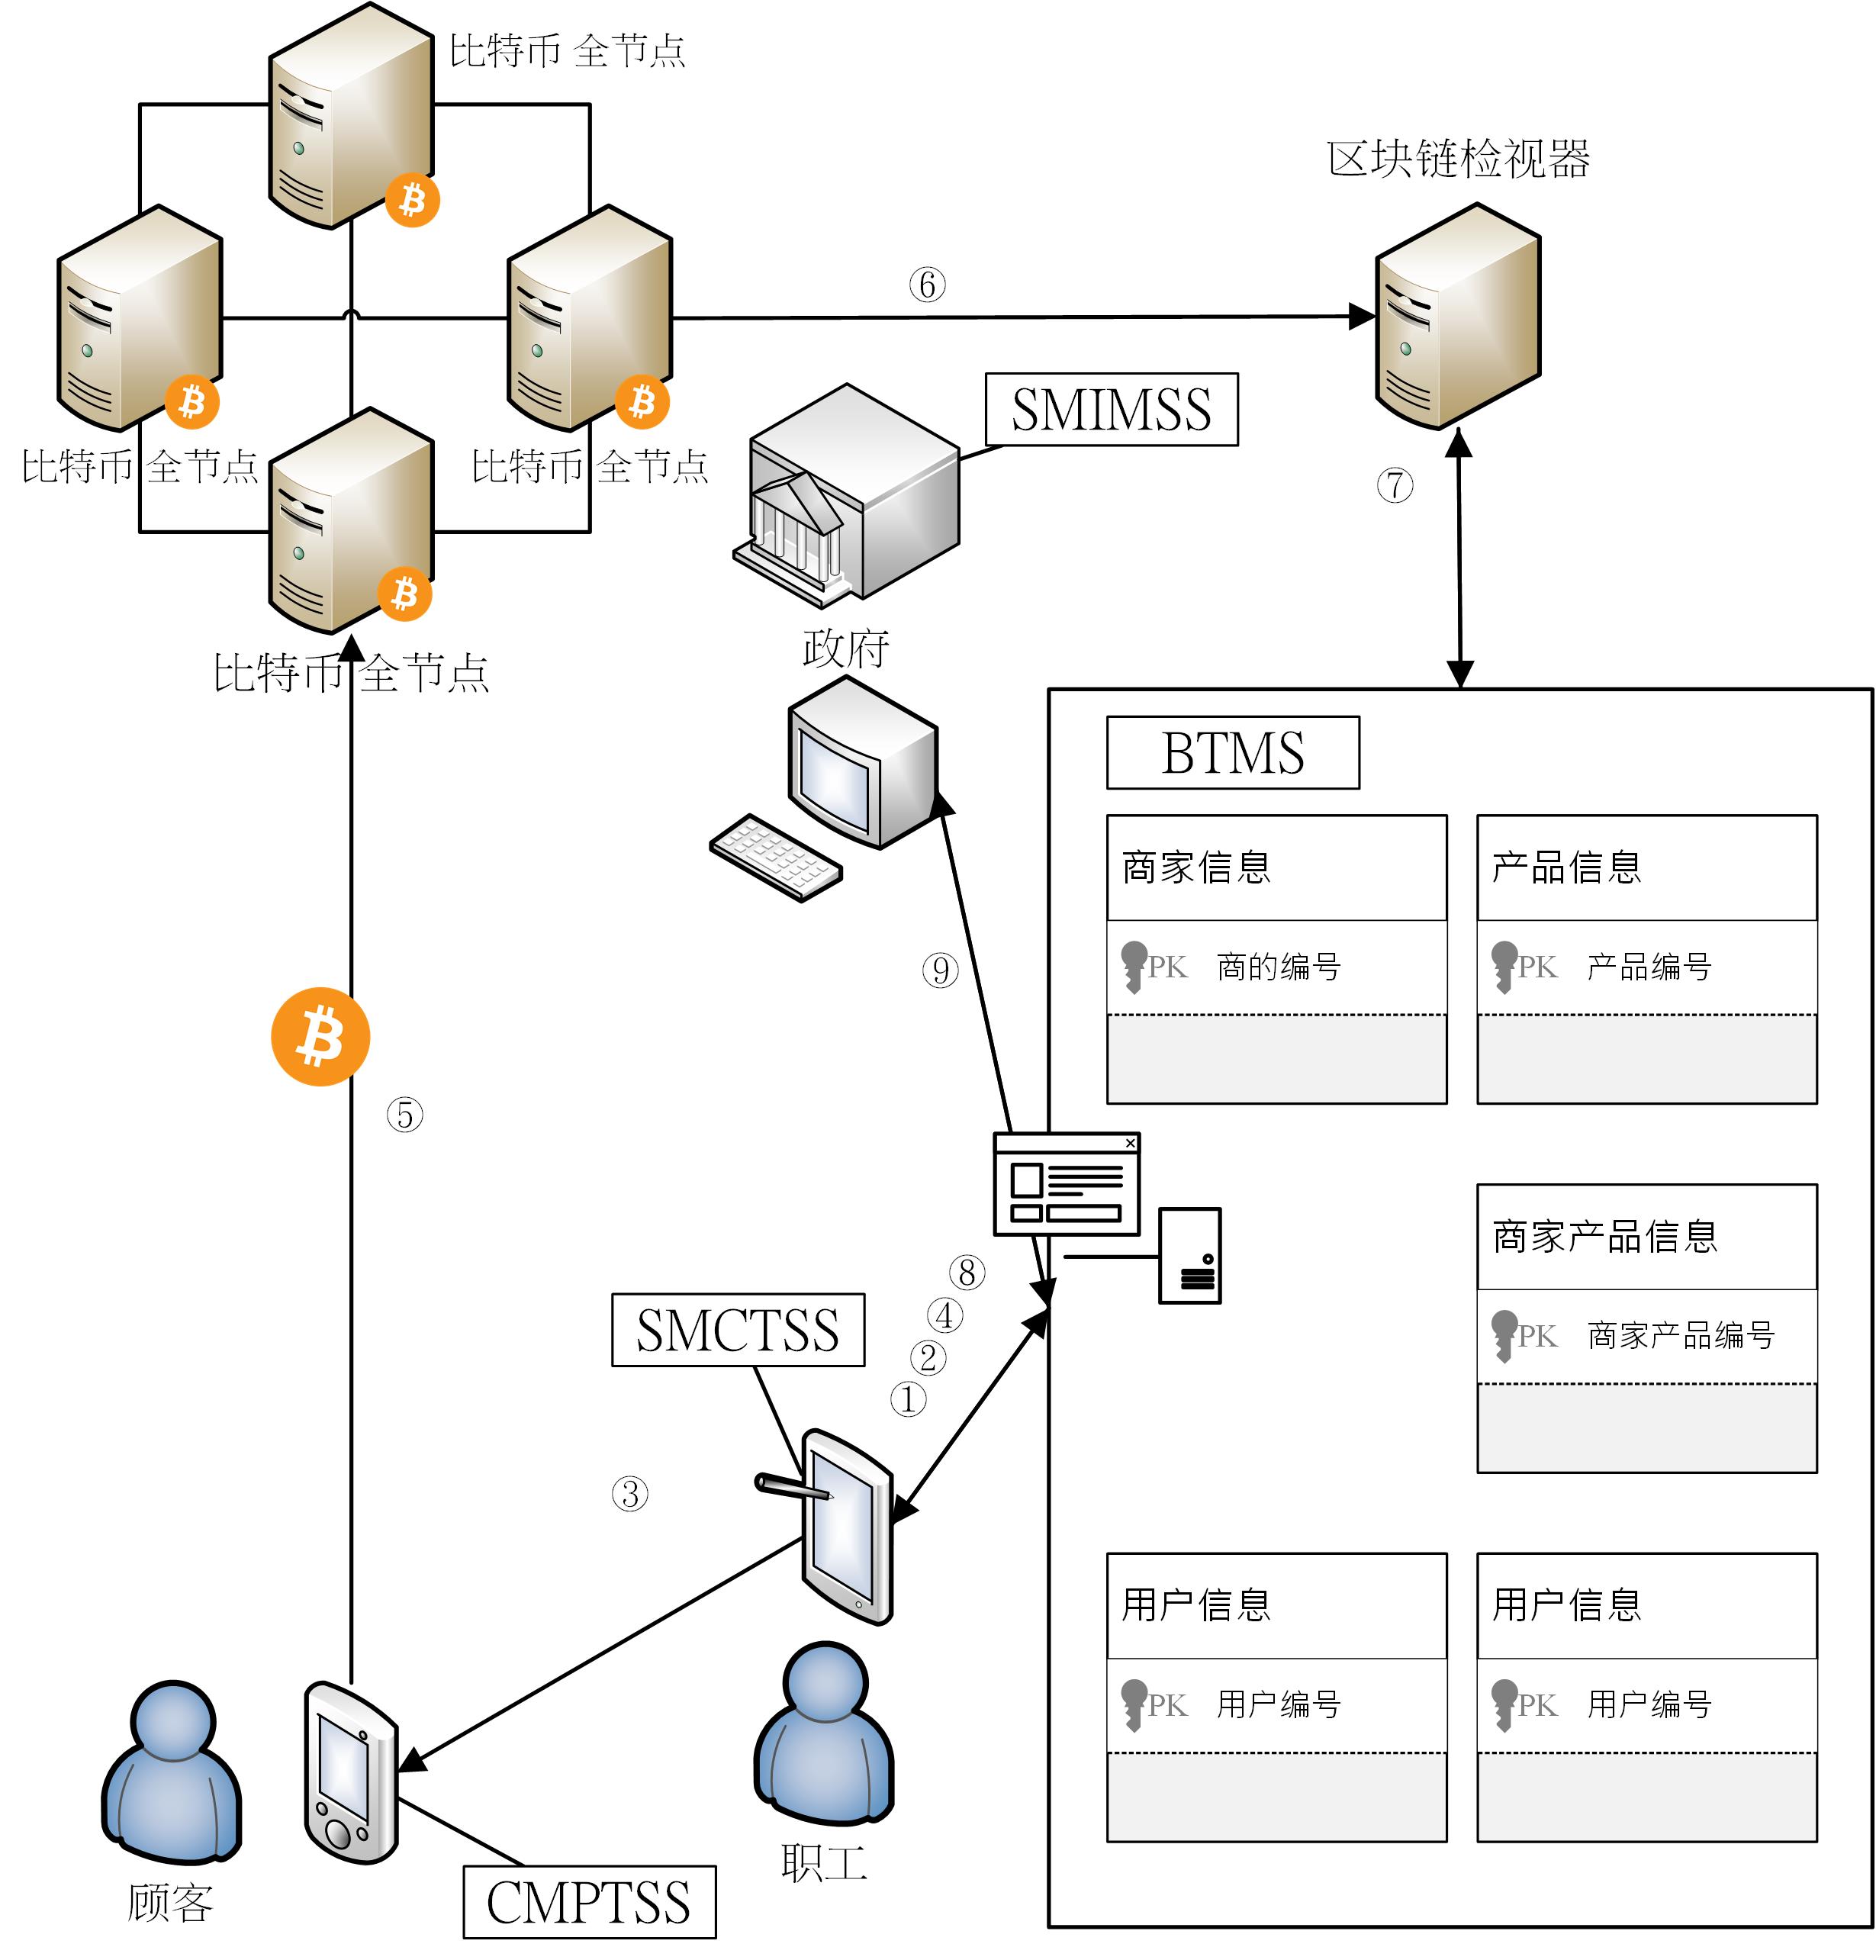 比特币 全节点
区块链检视器
⑥
SMIMSS
比特币 全节点
比特币 全节点
⑦
政府
比特币 全节点
BTMS
商家信息
PK 商的编号
产品信息
PK 产品编号
⑨
⑤
商家产品信息
PK 商家产品编号
⑧
④
②
①
SMCTSS
③
用户信息
PK 用户编号
用户信息
PK 用户编号
职工
顾客
CMPTSS